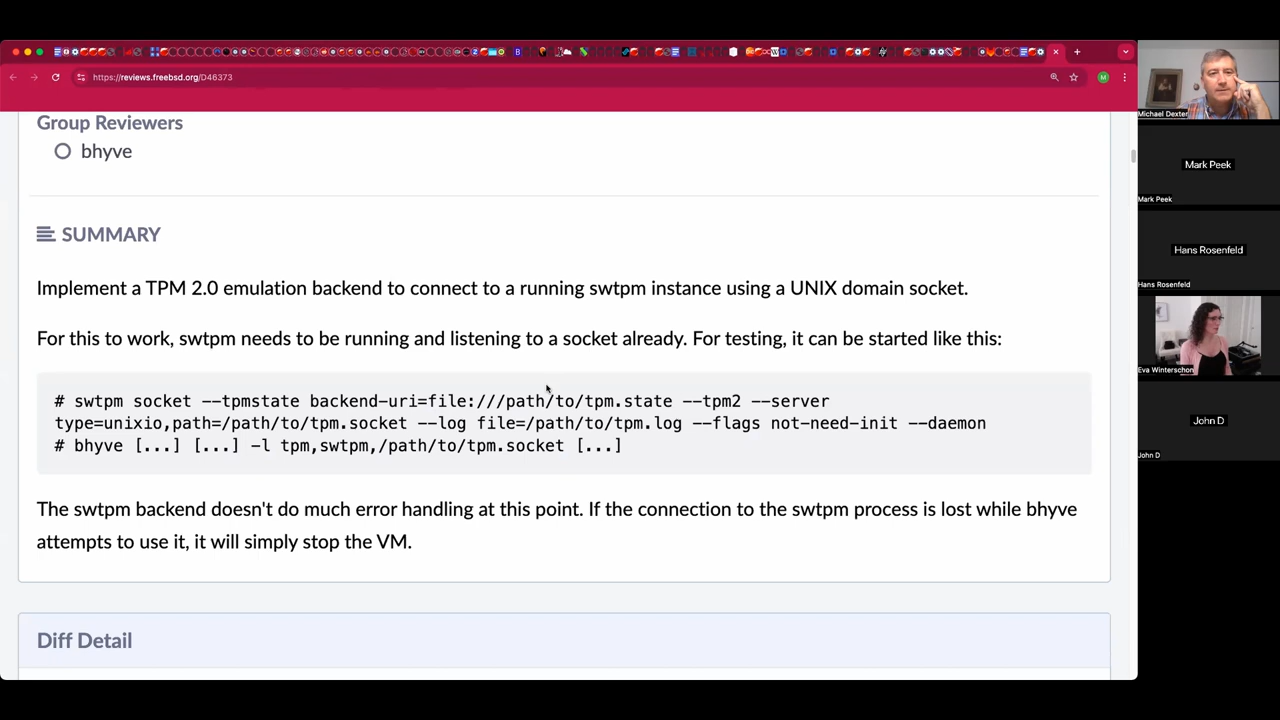 https://reviews.freebsd.org/D46373
M
Group Reviewers
bhyve
SUMMARY
Implement a TPM 2.0 emulation backend to connect to a running swtpm instance using a UNIX domain socket.
For this to work, swtpm needs to be running and listening to a socket already. For testing, it can be started like this:
# swtpm socket --tpmstate backend-uri=file:///path/to/tpm.state --tpm2 --server
type=unixio,path=/path/to/tpm.socket --log file=/path/to/tpm.log --flags not-need-init --daemon
# bhyve [...] [...] -l tpm,swtpm,/path/to/tpm.socket [...]
The swtpm backend doesn't do much error handling at this point. If the connection to the swtpm process is lost while bhyve
attempts to use it, it will simply stop the VM.
Diff Detail
Michael Dexter
Mark Peek
Mark Peek
Hans Rosenfeld
Hans Rosenfeld
Eva Winterschon
John D
John D